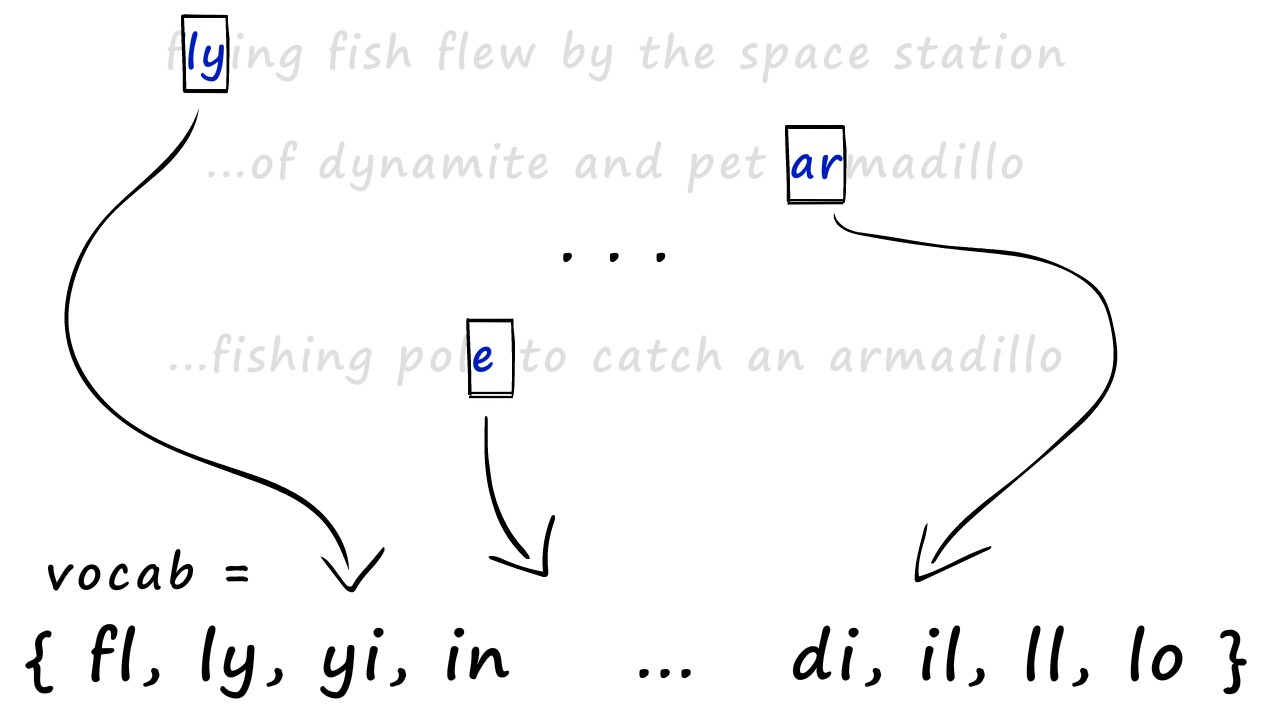 flying fish flew by the space station
...of dynamite and pet armadillo
. . .
...fishing pole to catch an armadillo
vocab =
{ fl, ly, yi, in ... di, il, ll, lo }